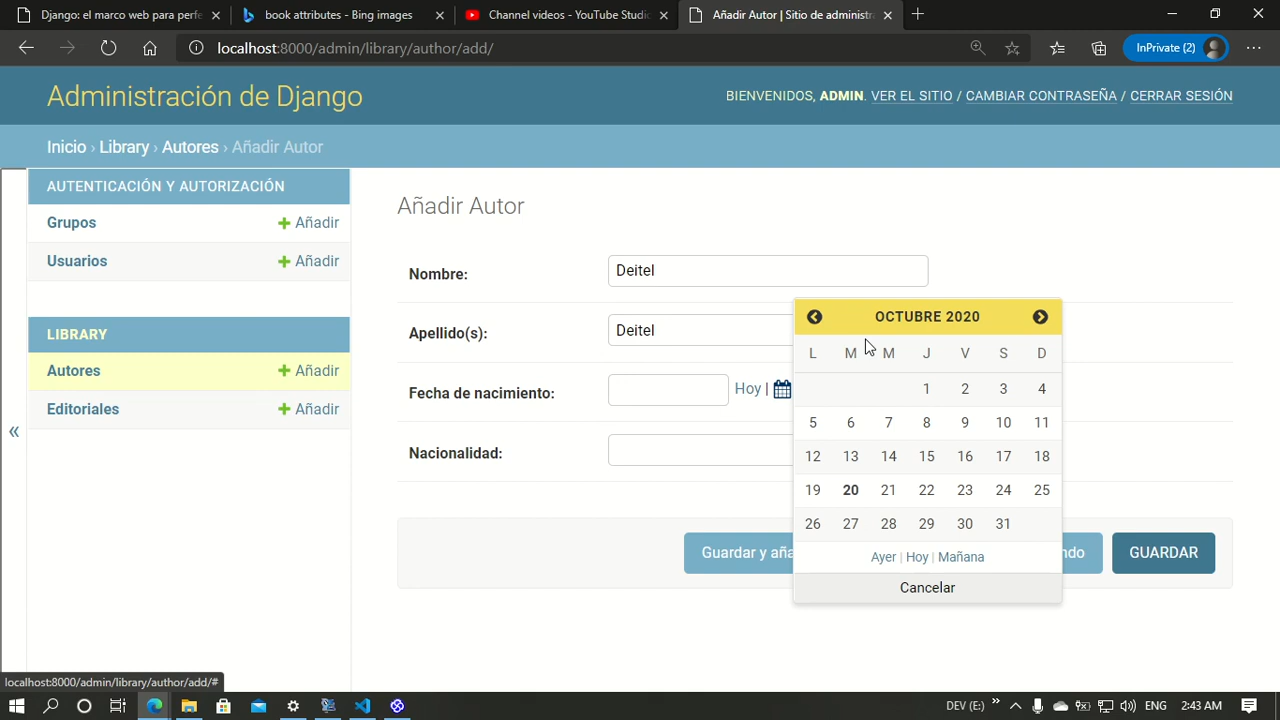 Django: el marco web para perfe
book attributes - Bing images
Channel videos - YouTube Studi
Añadir Autor | Sitio de administra
localhost:8000/admin/library/author/add/
InPrivate (2)
Administración de Django
BIENVENIDOS, ADMIN. VER EL SITIO / CAMBIAR CONTRASEÑA / CERRAR SESIÓN
Inicio › Library › Autores › Añadir Autor
AUTENTICACIÓN Y AUTORIZACIÓN
Grupos
Añadir
Usuarios
Añadir
LIBRARY
Autores
Añadir
Editoriales
Añadir
«
Añadir Autor
Nombre:
Deitel
Apellido(s):
Deitel
Fecha de nacimiento:
Hoy |
Nacionalidad:
OCTUBRE 2020
L M M J V S D
1 2 3 4
5 6 7 8 9 10 11
12 13 14 15 16 17 18
19 20 21 22 23 24 25
26 27 28 29 30 31
Ayer | Hoy | Mañana
Cancelar
Guardar y aña
ndo
GUARDAR
localhost:8000/admin/library/author/add/#
DEV (E:)
ENG
2:43 AM